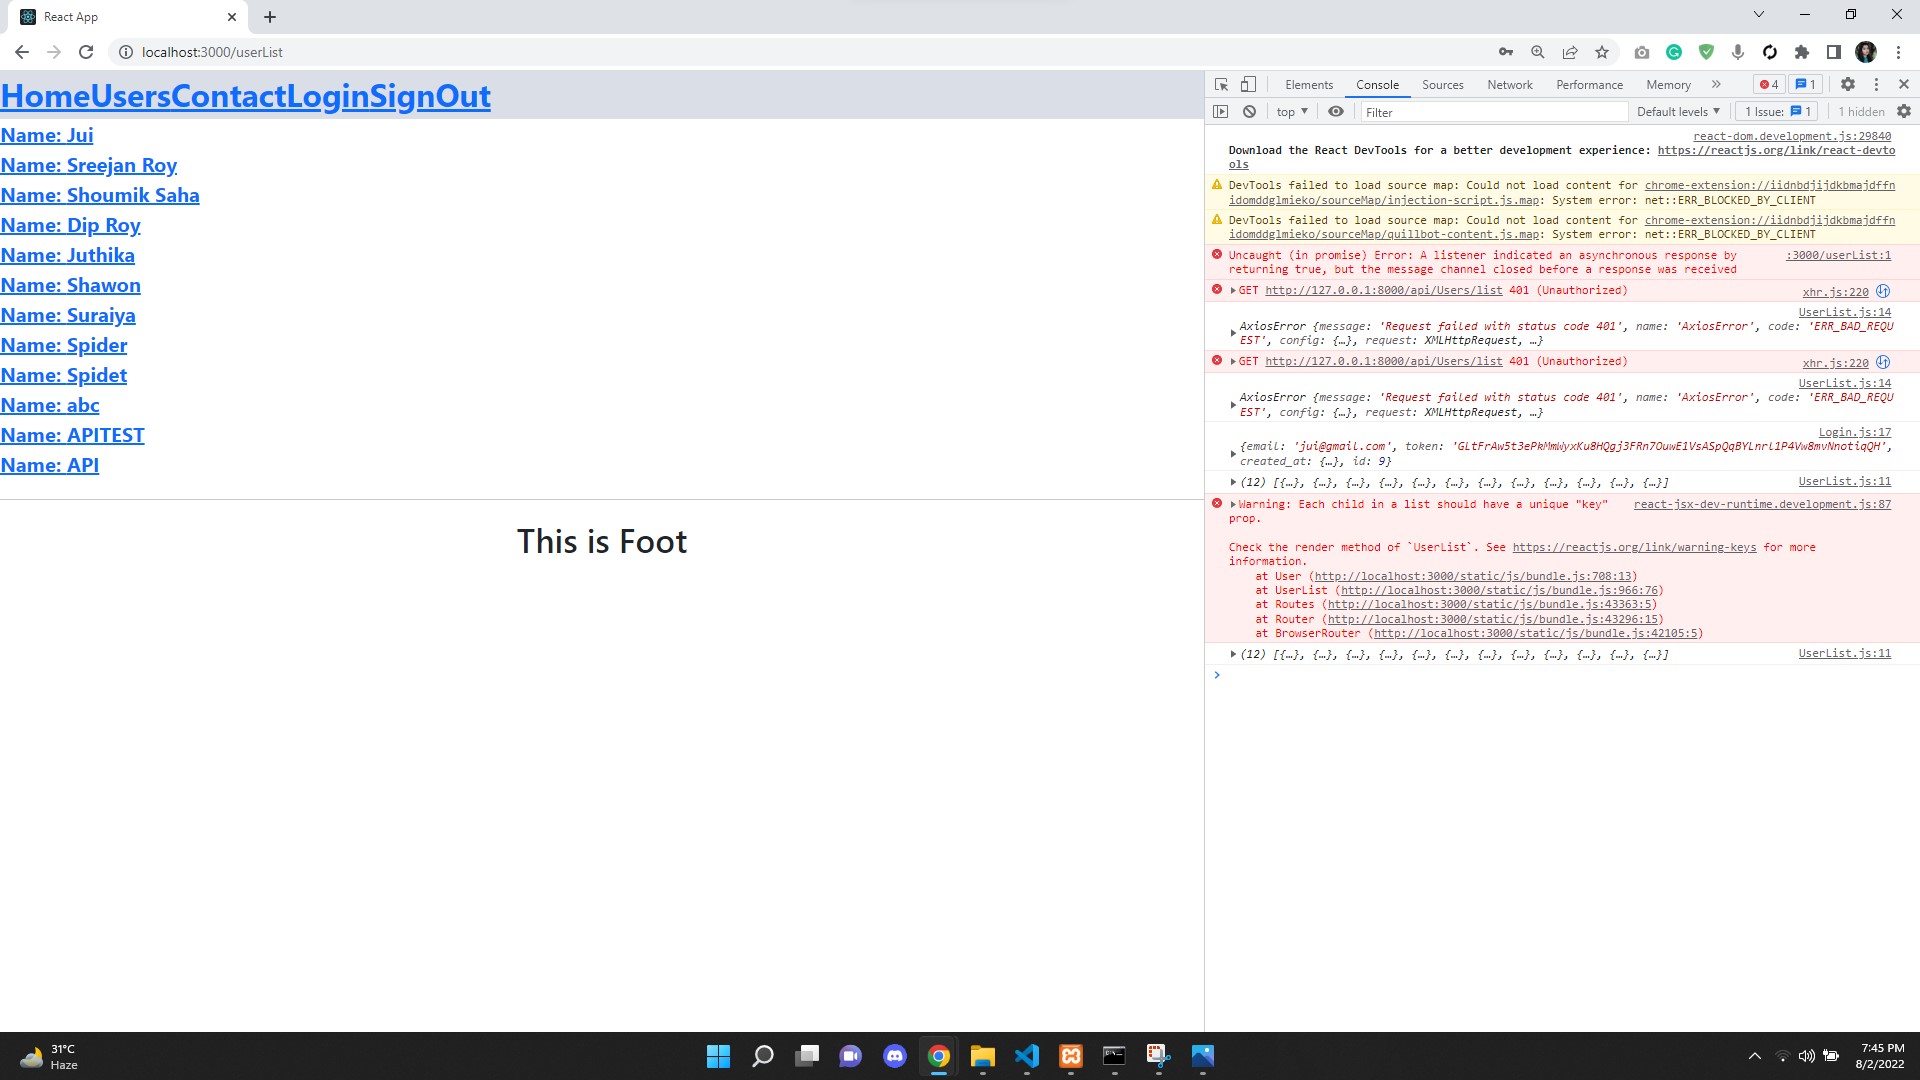 React App
localhost:3000/userList
HomeUsersContactLoginSignOut
Name: Jui
Name: Sreejan Roy
Name: Shoumik Saha
Name: Dip Roy
Name: Juthika
Name: Shawon
Name: Suraiya
Name: Spider
Name: Spidet
Name: abc
Name: APITEST
Name: API
This is Foot
Elements Console Sources Network Performance Memory 4 1
top Filter Default levels 1 Issue: 1 1 hidden
react-dom.development.js:29840
Download the React DevTools for a better development experience: https://reactjs.org/link/react-devto
ols
DevTools failed to load source map: Could not load content for chrome-extension://iidnbdjijdkbmajdffn
idomddglmieko/sourceMap/injection-script.js.map: System error: net::ERR_BLOCKED_BY_CLIENT
DevTools failed to load source map: Could not load content for chrome-extension://iidnbdjijdkbmajdffn
idomddglmieko/sourceMap/quillbot-content.js.map: System error: net::ERR_BLOCKED_BY_CLIENT
Uncaught (in promise) Error: A listener indicated an asynchronous response by :3000/userList:1
returning true, but the message channel closed before a response was received
GET http://127.0.0.1:8000/api/Users/list 401 (Unauthorized) xhr.js:220
UserList.js:14
AxiosError {message: 'Request failed with status code 401', name: 'AxiosError', code: 'ERR_BAD_REQU
EST', config: {…}, request: XMLHttpRequest, …}
GET http://127.0.0.1:8000/api/Users/list 401 (Unauthorized) xhr.js:220
UserList.js:14
AxiosError {message: 'Request failed with status code 401', name: 'AxiosError', code: 'ERR_BAD_REQU
EST', config: {…}, request: XMLHttpRequest, …}
Login.js:17
{email: 'jui@gmail.com', token: 'GLtFrAw5t3ePkMmWyxKu8HQgj3FRn7OuwE1VsASpQqBYLnrl1P4Vw8mvNnotiqQH',
created_at: {…}, id: 9}
(12) [{…}, {…}, {…}, {…}, {…}, {…}, {…}, {…}, {…}, {…}, {…}, {…}] UserList.js:11
Warning: Each child in a list should have a unique "key" react-jsx-dev-runtime.development.js:87
prop.
Check the render method of `UserList`. See https://reactjs.org/link/warning-keys for more
information.
at User (http://localhost:3000/static/js/bundle.js:708:13)
at UserList (http://localhost:3000/static/js/bundle.js:966:76)
at Routes (http://localhost:3000/static/js/bundle.js:43363:5)
at Router (http://localhost:3000/static/js/bundle.js:43296:15)
at BrowserRouter (http://localhost:3000/static/js/bundle.js:42105:5)
(12) [{…}, {…}, {…}, {…}, {…}, {…}, {…}, {…}, {…}, {…}, {…}, {…}] UserList.js:11
31°C
Haze
7:45 PM
8/2/2022